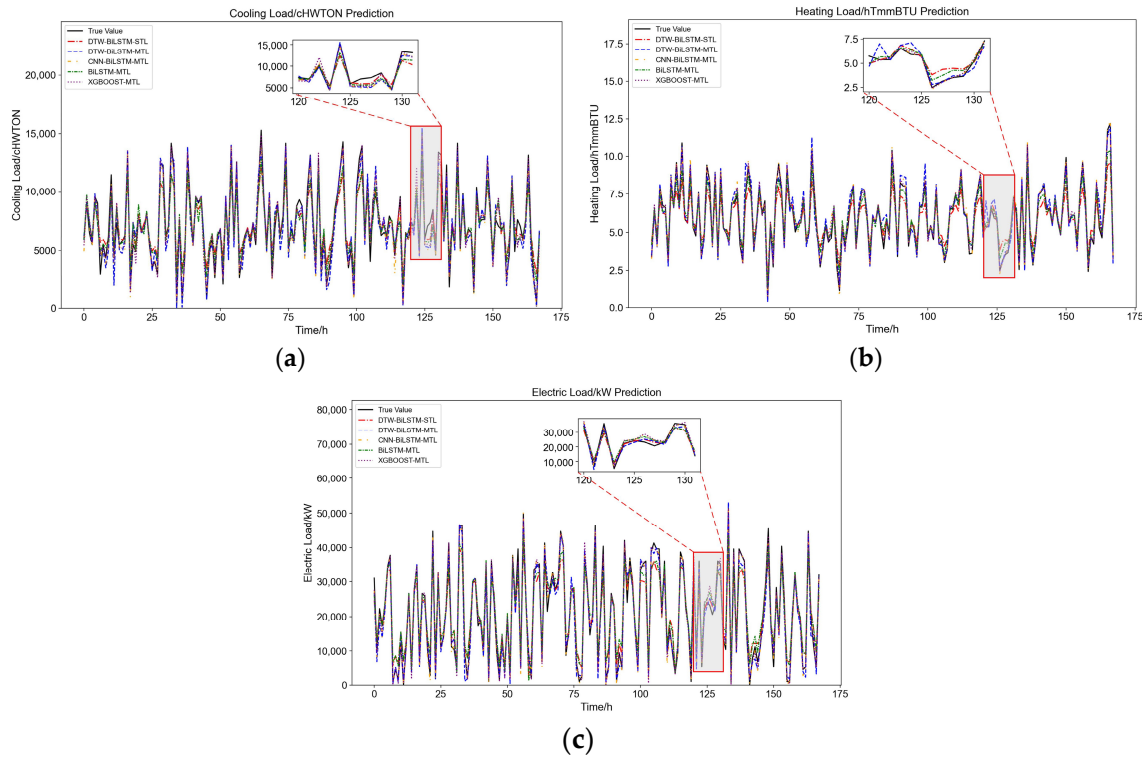 Cooling Load/cHWTON Prediction
True Value
DTW-BiLSTM-STL
DTW-BiLSTM-MTL
CNN-BiLSTM-MTL
BiLSTM-MTL
XGBOOST-MTL
15,000
10,000
5000
120 125 130
Cooling Load/cHWTON
20,000
15,000
10,000
5000
0
0 25 50 75 100 125 150 175
Time/h
(a)
Heating Load/hTmmBTU Prediction
True Value
DTW-BiLSTM-STL
DTW-BiLSTM-MTL
CNN-BiLSTM-MTL
BiLSTM-MTL
XGBOOST-MTL
7.5
5.0
2.5
120 125 130
Heating Load/hTmmBTU
17.5
15.0
12.5
10.0
7.5
5.0
2.5
0.0
0 25 50 75 100 125 150 175
Time/h
(b)
Electric Load/kW Prediction
True Value
DTW-BiLSTM-STL
DTW-BiLSTM-MTL
CNN-BiLSTM-MTL
BiLSTM-MTL
XGBOOST-MTL
30,000
20,000
10,000
120 125 130
Electric Load/kW
80,000
70,000
60,000
50,000
40,000
30,000
20,000
10,000
0
0 25 50 75 100 125 150 175
Time/h
(c)